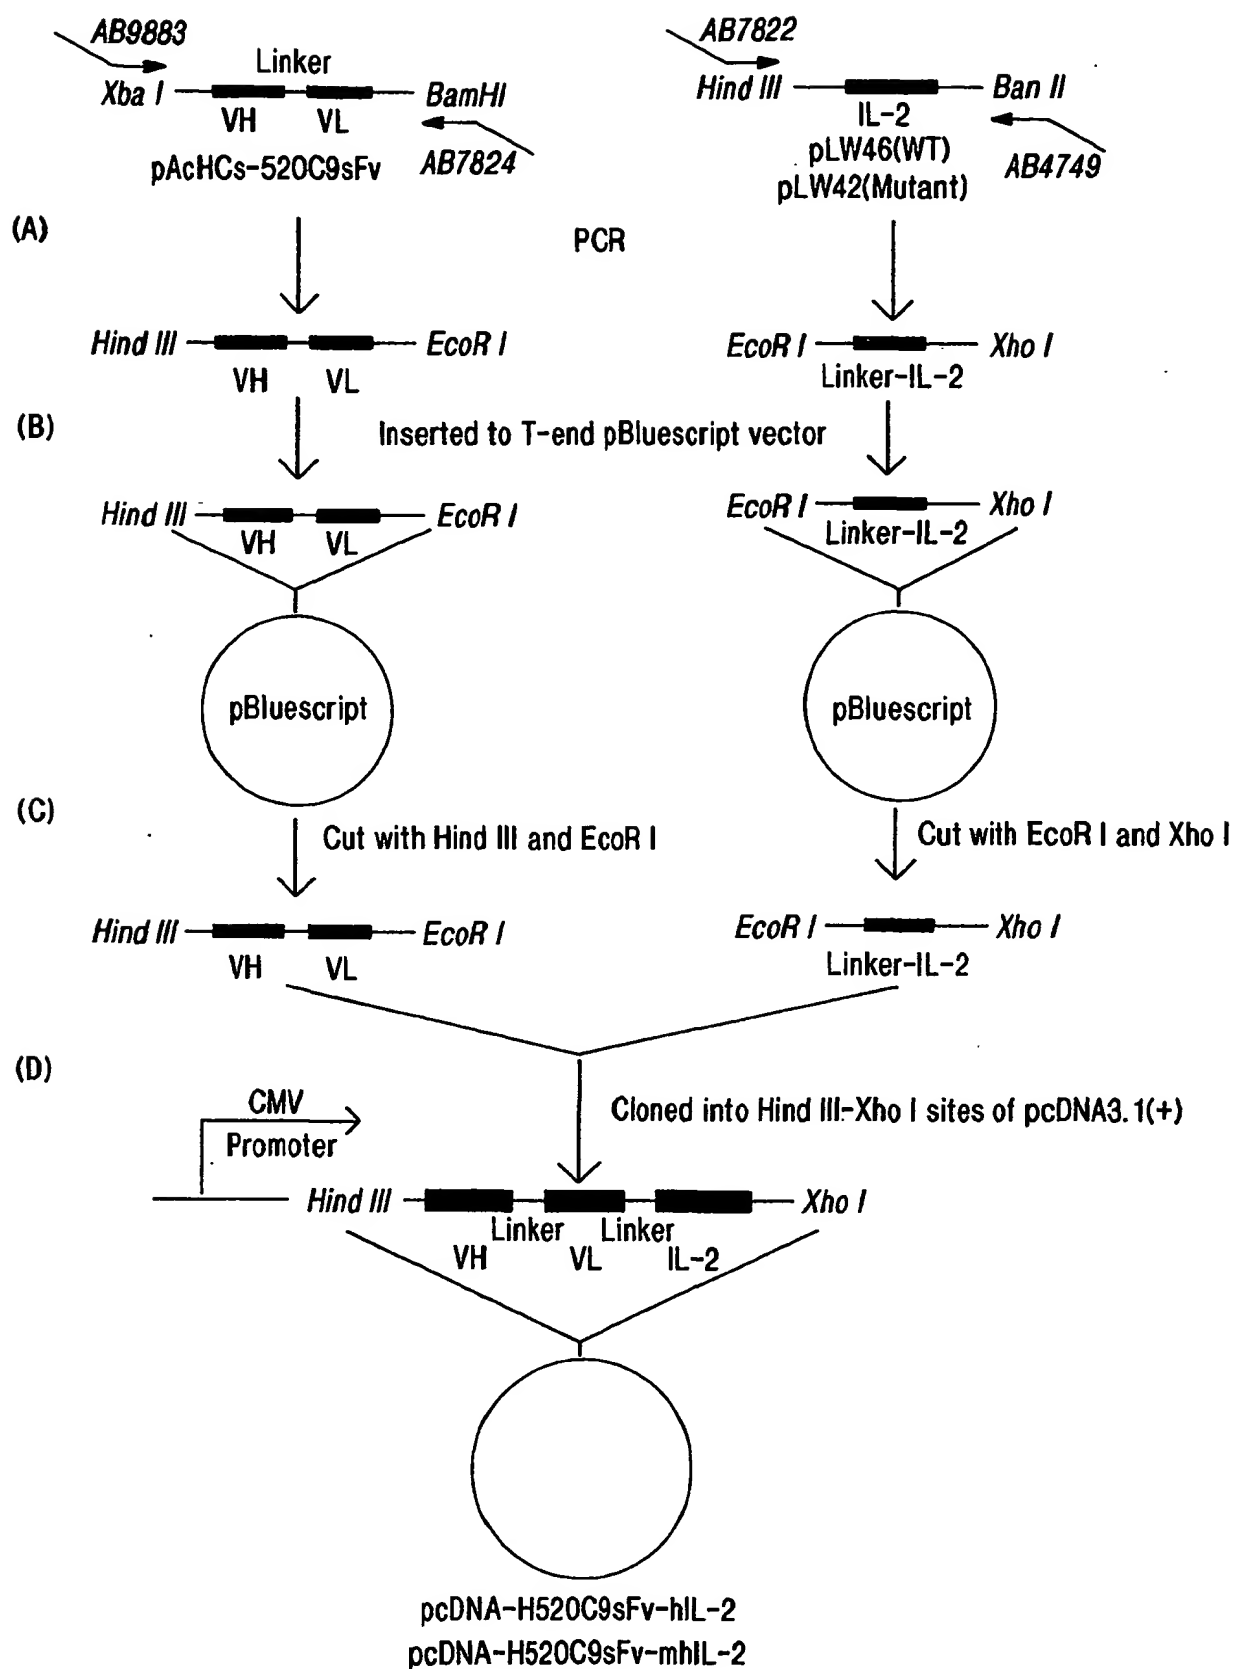 AB9883
Linker
Xba I
BamHI
VH
VL
pAcHCs-520C9sFv
AB7824
AB7822
Hind III
Ban II
IL-2
pLW46(WT)
pLW42(Mutant)
AB4749
(A)
PCR
Hind III
EcoR I
VH
VL
EcoR I
Xho I
Linker-IL-2
(B)
Inserted to T-end pBluescript vector
Hind III
EcoR I
VH
VL
EcoR I
Xho I
Linker-IL-2
pBluescript
pBluescript
(C)
Cut with Hind III and EcoR I
Cut with EcoR I and Xho I
Hind III
EcoR I
VH
VL
EcoR I
Xho I
Linker-IL-2
(D)
CMV
Promoter
Cloned into Hind III-Xho I sites of pcDNA3.1(+)
Hind III
Xho I
Linker
Linker
VH
VL
IL-2
pcDNA-H520C9sFv-hIL-2
pcDNA-H520C9sFv-mhIL-2